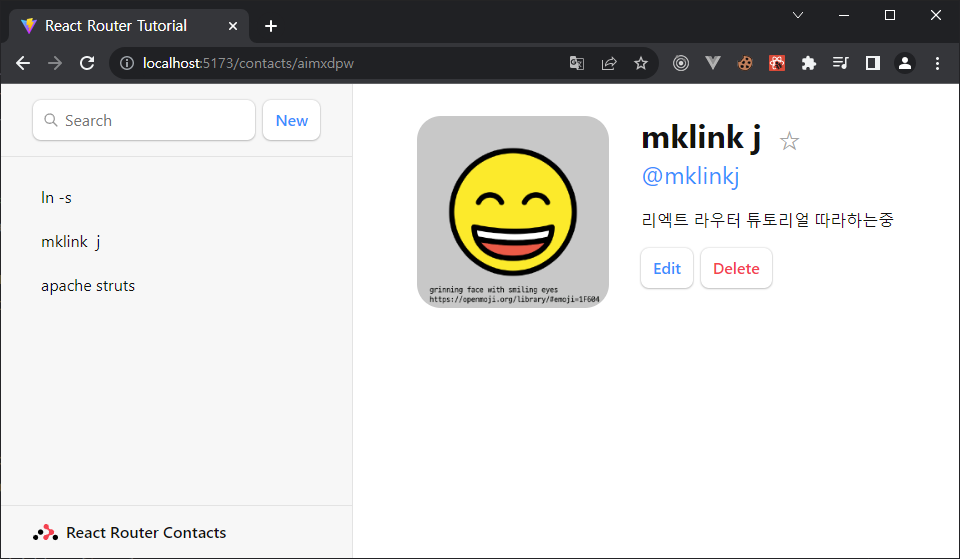 React Router Tutorial
localhost:5173/contacts/aimxdpw
Search
New
ln -s
mklink j
apache struts
React Router Contacts
grinning face with smiling eyes
https://openmoji.org/library/#emoji=1F604
mklink j
@mklinkj
리엑트 라우터 튜토리얼 따라하는중
Edit
Delete